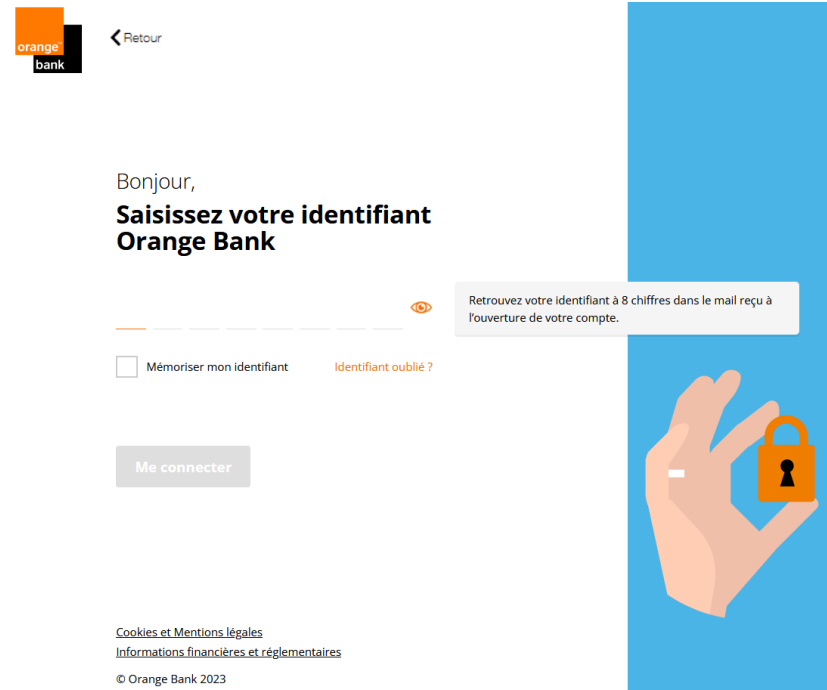 orange™
bank
Retour
Bonjour,
Saisissez votre identifiant
Orange Bank
Retrouvez votre identifiant à 8 chiffres dans le mail reçu à
l'ouverture de votre compte.
Mémoriser mon identifiant
Identifiant oublié ?
Me connecter
Cookies et Mentions légales
Informations financières et réglementaires
© Orange Bank 2023